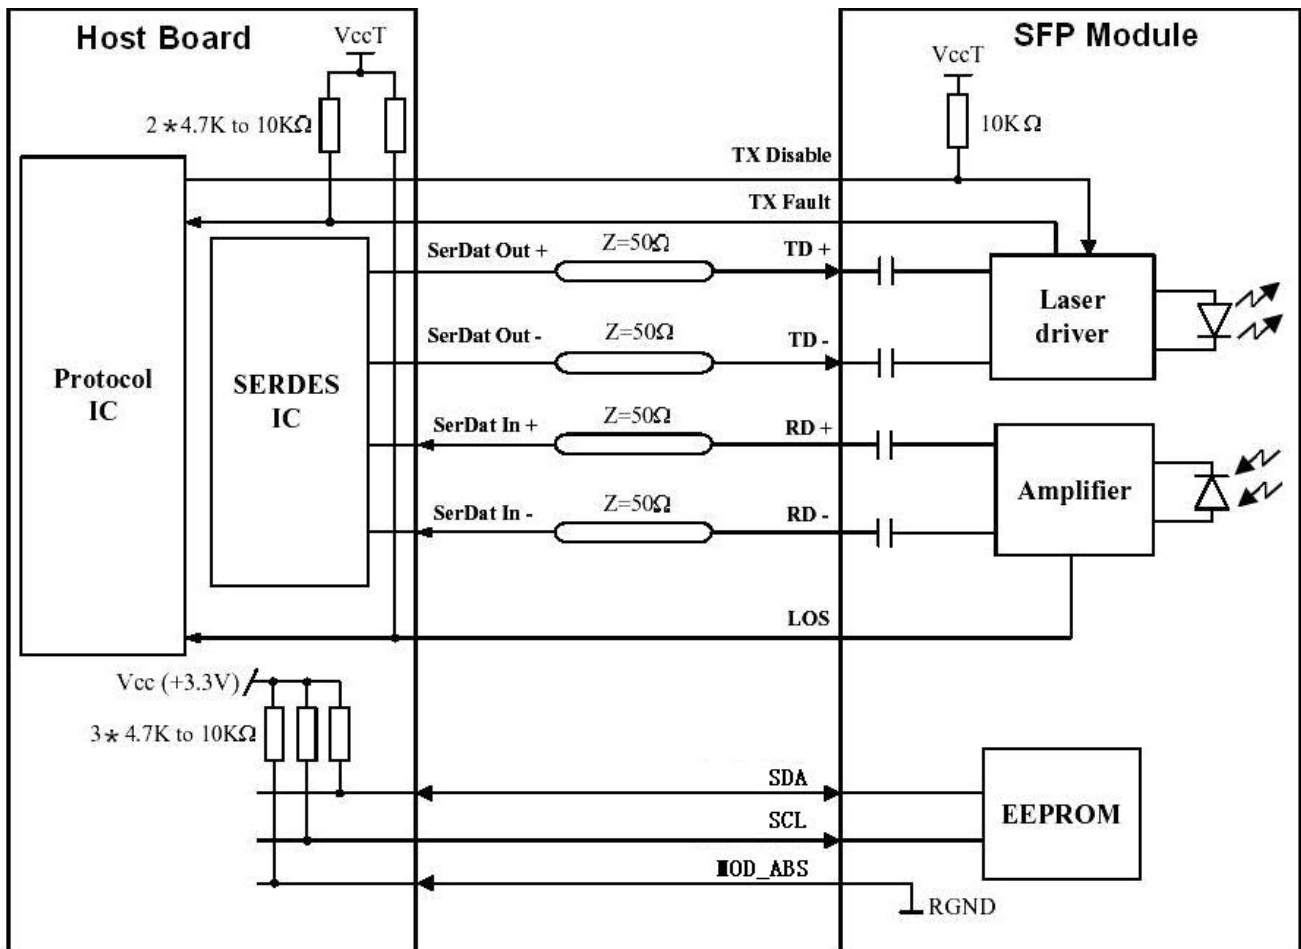 Host Board
SFP Module
VccT
VccT
2*4.7K to 10KΩ
10KΩ
TX Disable
TX Fault
SerDat Out +
Z=50Ω
TD +
SerDat Out -
Z=50Ω
TD -
Laser
driver
Protocol
IC
SERDES
IC
SerDat In +
Z=50Ω
RD +
SerDat In -
Z=50Ω
RD -
Amplifier
LOS
Vcc (+3.3V)
3* 4.7K to 10KΩ
SDA
SCL
MOD_ABS
EEPROM
RGND